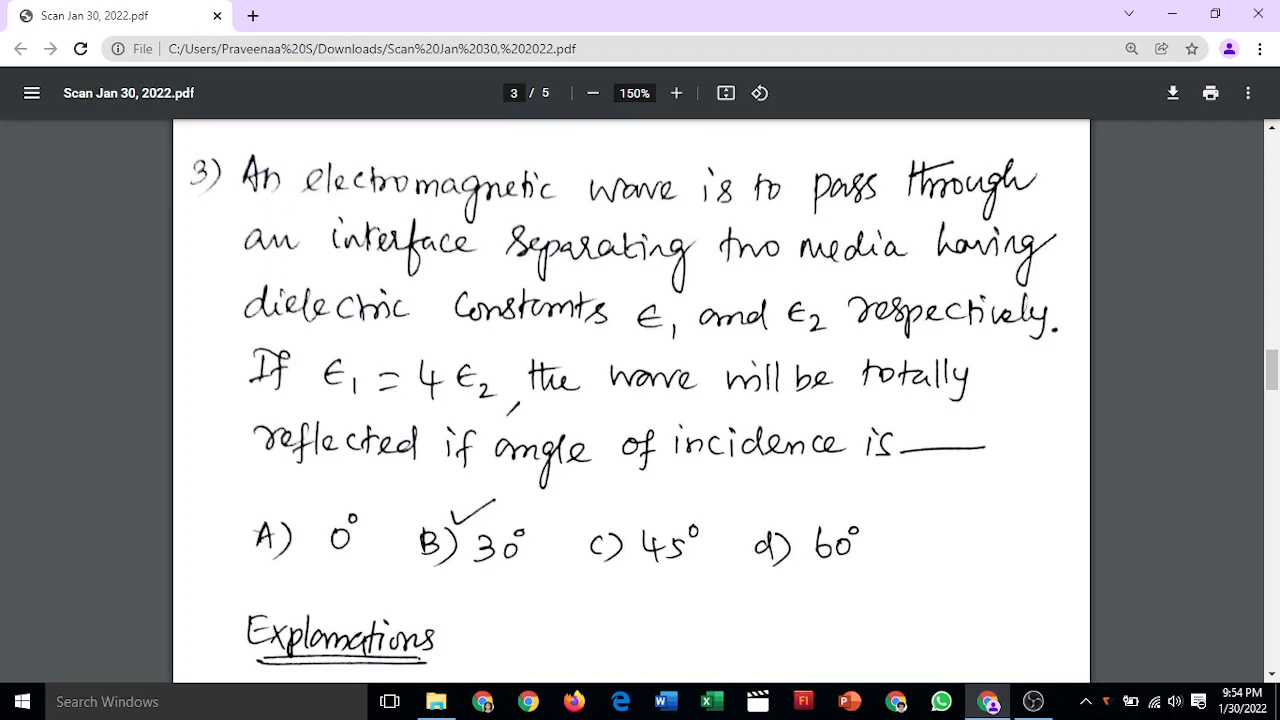 Scan Jan 30, 2022.pdf
File C:/Users/Praveenaa%20S/Downloads/Scan%20Jan%2030,%202022.pdf
Scan Jan 30, 2022.pdf 3 / 5 150%
3) An electromagnetic wave is to pass through
an interface separating two media having
dielectric constants ϵ₁ and ϵ₂ respectively.
If ϵ₁ = 4 ϵ₂, the wave will be totally
reflected if angle of incidence is ___
A) 0° B) 30° c) 45° d) 60°
Explanations
Search Windows
9:54 PM
1/30/2022